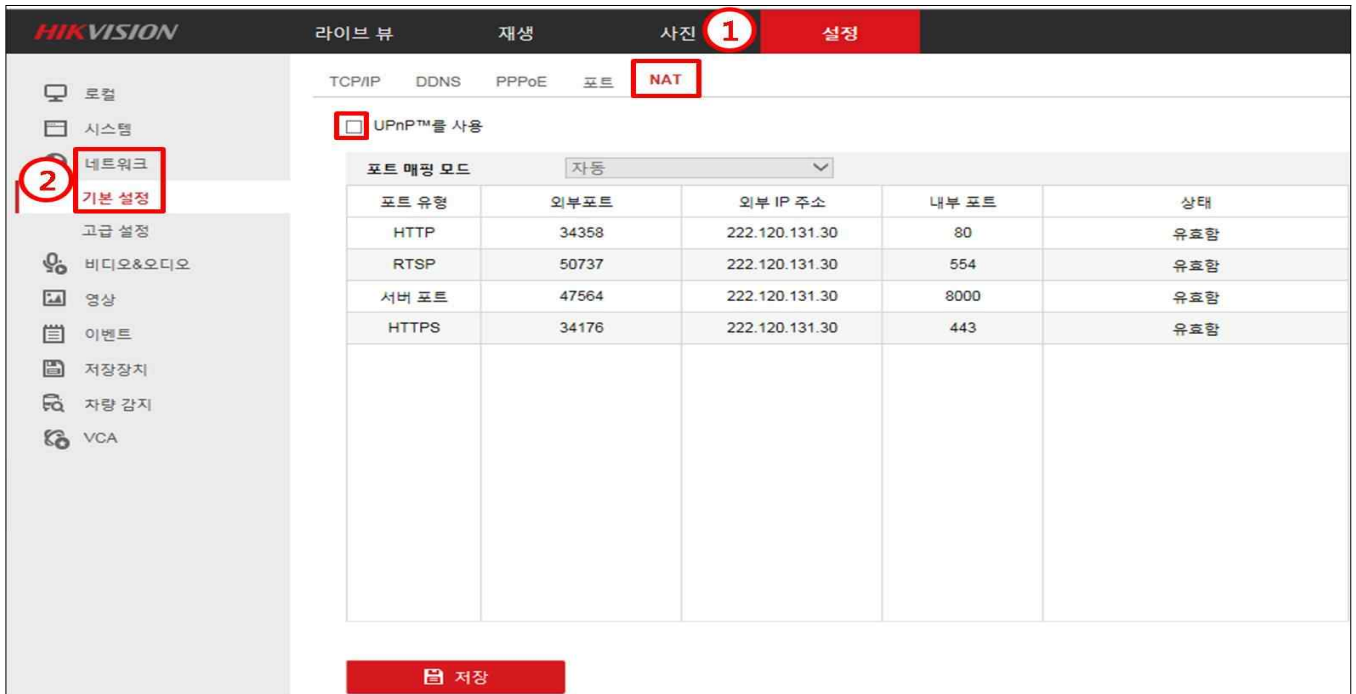 HIKVISION 라이브 뷰 재생 사진 1 설정
TCP/IP DDNS PPPoE 포트 NAT
로컬
시스템
2 네트워크
기본 설정
고급 설정
비디오&오디오
영상
이벤트
저장장치
차량 감지
VCA
UPnP™를 사용
포트 매핑 모드 자동
포트 유형 외부포트 외부 IP 주소 내부 포트 상태
HTTP 34358 222.120.131.30 80 유효함
RTSP 50737 222.120.131.30 554 유효함
서버 포트 47564 222.120.131.30 8000 유효함
HTTPS 34176 222.120.131.30 443 유효함
저장